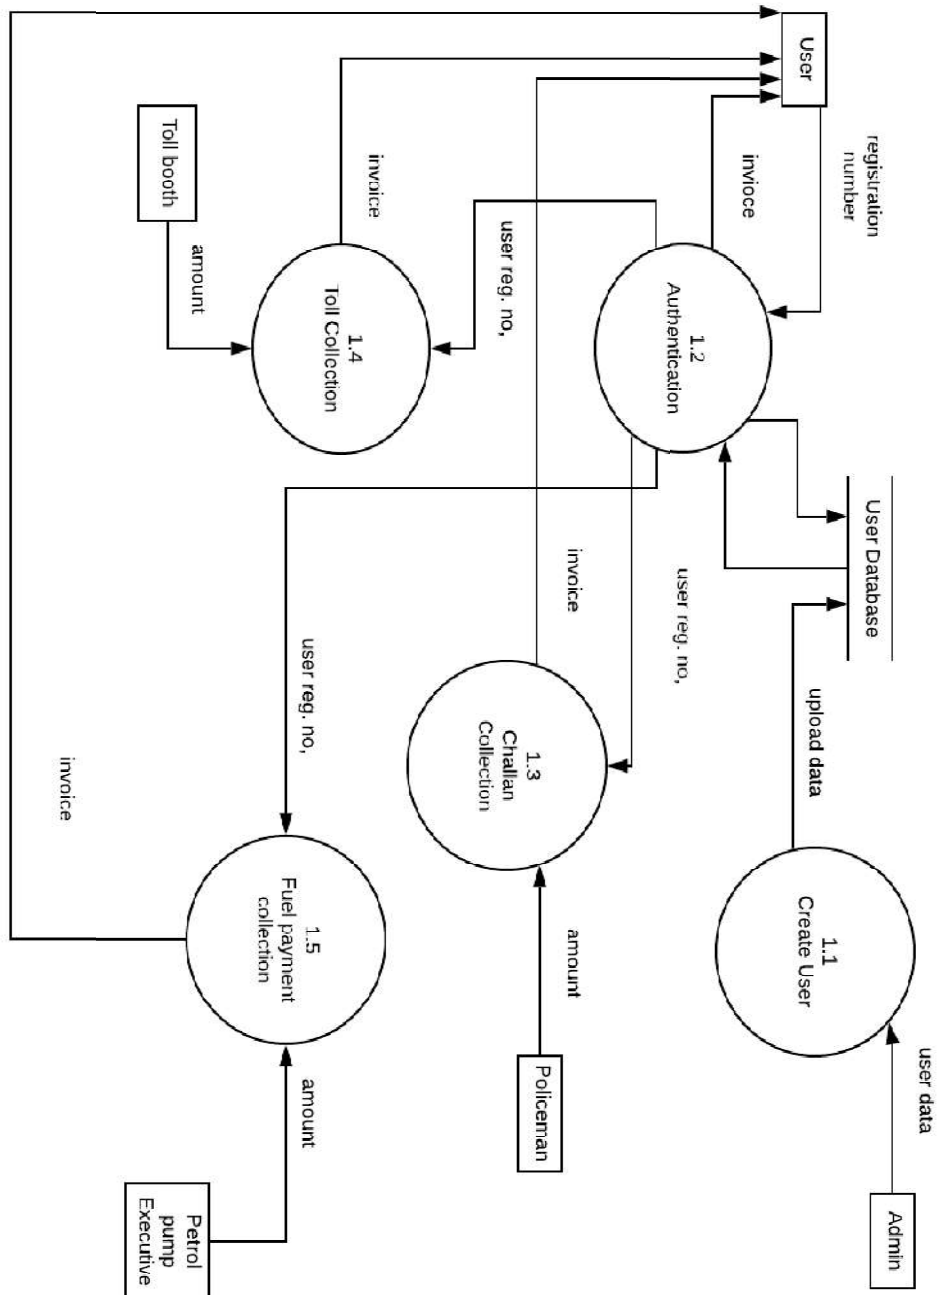 user data
Admin
registration
number
User Database
User
upload data
1.1
Create User
invioce
1.2
Authentication
user reg. no,
invoice
amount
Policeman
1.3
Challan
Collection
user reg. no,
invoice
1.4
Toll Collection
user reg. no,
1.5
Fuel payment
collection
amount
amount
Toll booth
Petrol
pump
Executive
invoice